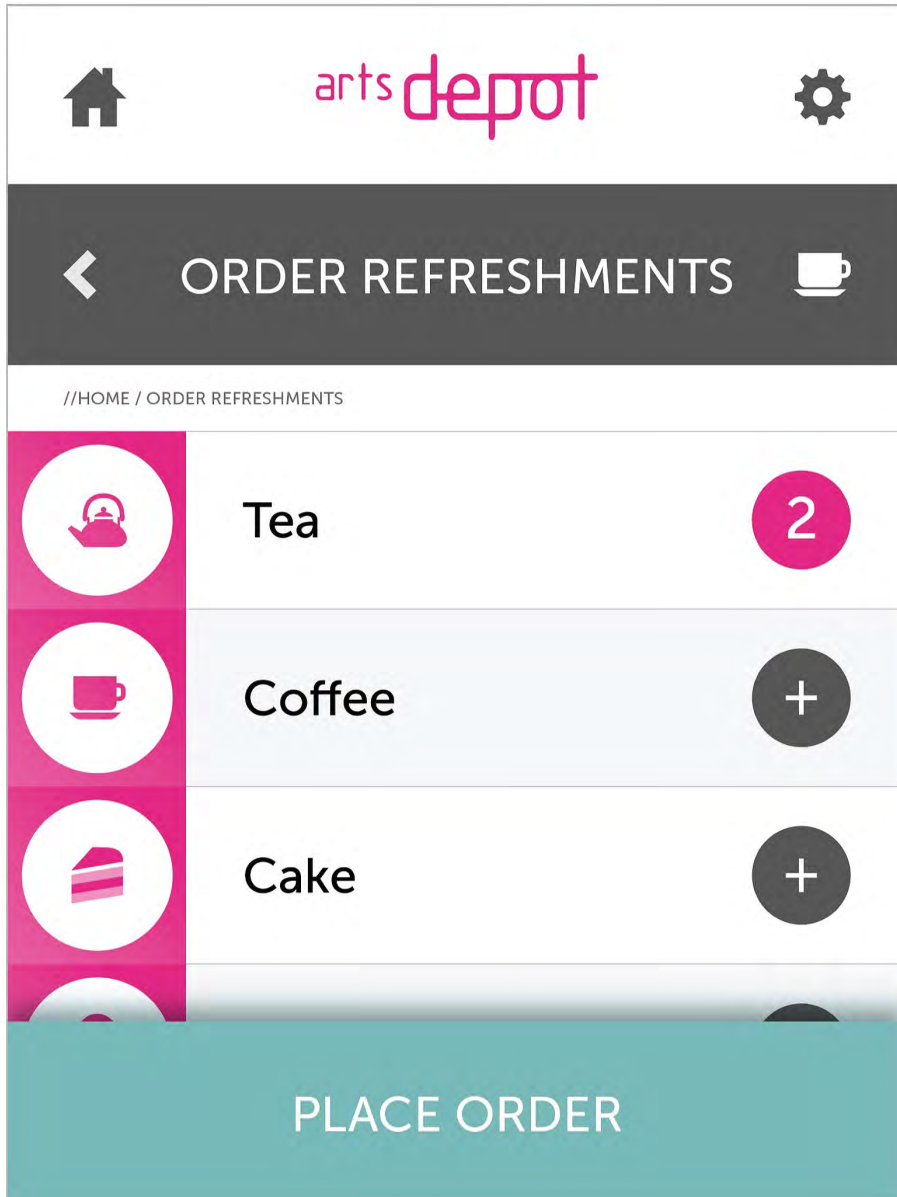 arts depot
ORDER REFRESHMENTS
//HOME / ORDER REFRESHMENTS
Tea
2
Coffee
+
Cake
+
PLACE ORDER